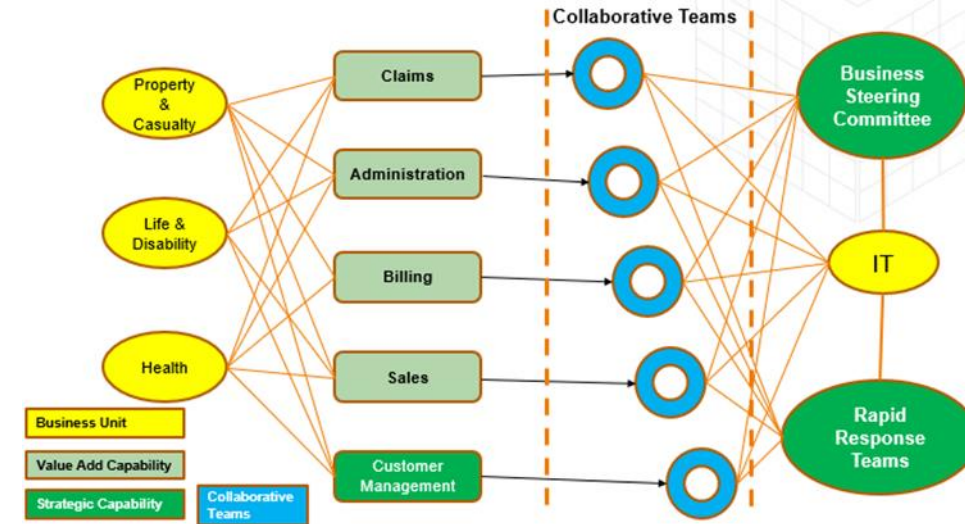 Collaborative Teams
Property
&
Casualty
Life &
Disability
Health
Claims
Administration
Billing
Sales
Customer
Management
Business
Steering
Committee
IT
Rapid
Response
Teams
Business Unit
Value Add Capability
Strategic Capability
Collaborative
Teams